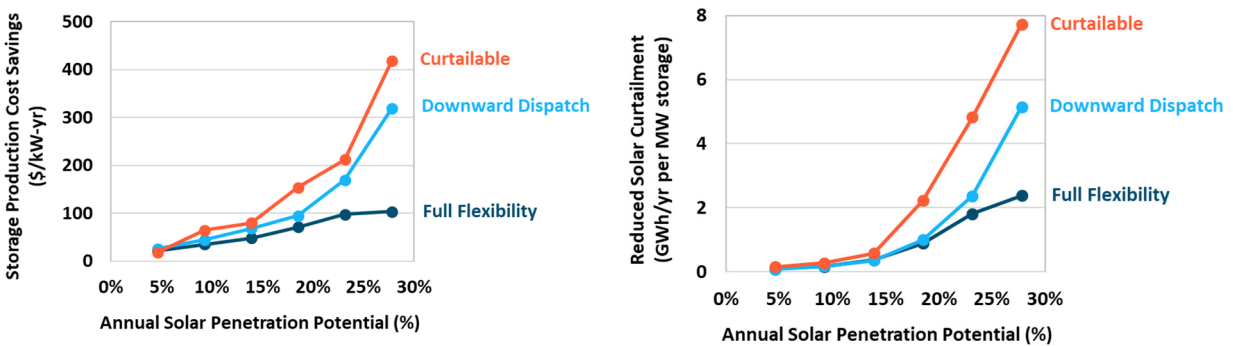 Storage Production Cost Savings
($/kW-yr)
500
400
300
200
100
0
0% 5% 10% 15% 20% 25% 30%
Annual Solar Penetration Potential (%)
Curtailable
Downward Dispatch
Full Flexibility
Reduced Solar Curtailment
(GWh/yr per MW storage)
8
6
4
2
0
0% 5% 10% 15% 20% 25% 30%
Annual Solar Penetration Potential (%)
Curtailable
Downward Dispatch
Full Flexibility